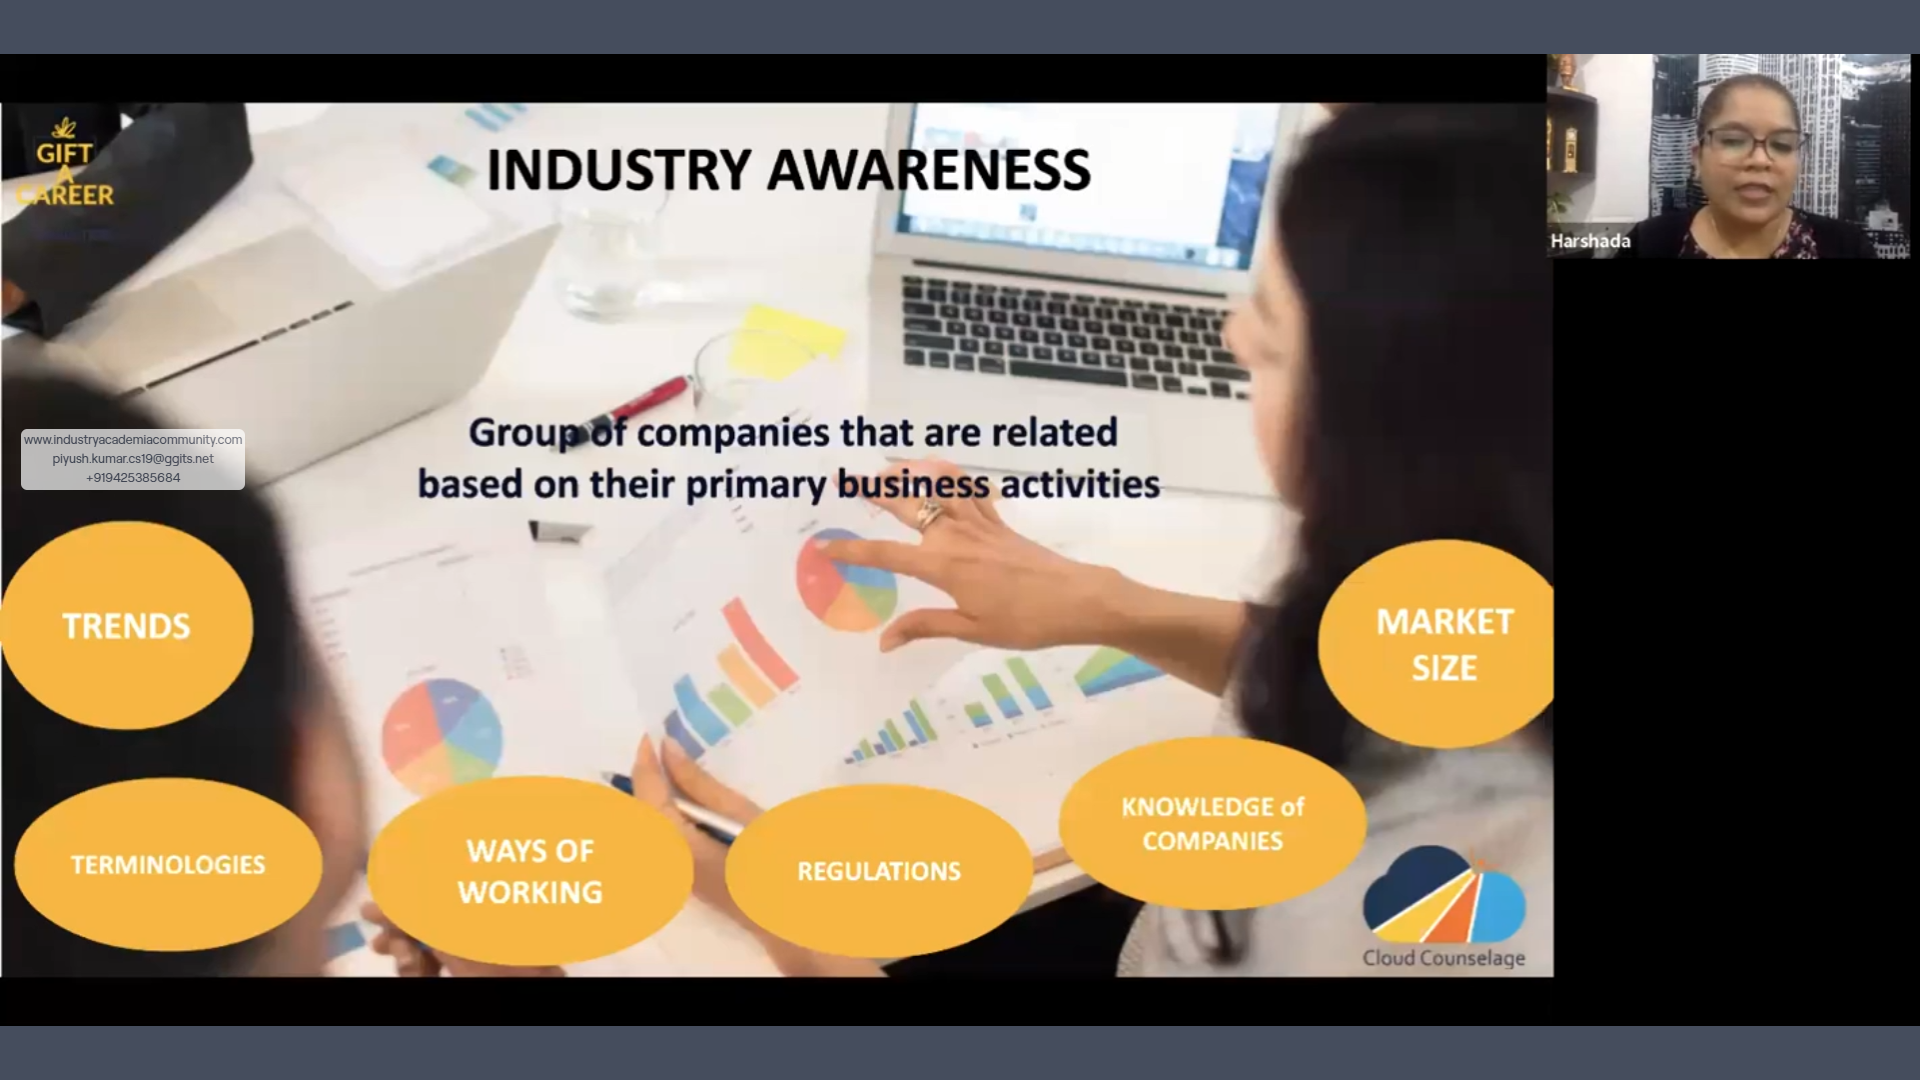 GIFT
A
CAREER
INDUSTRY AWARENESS
Harshada
Group of companies that are related
based on their primary business activities
www.industryacademiacommunity.com
piyush.kumar.cs19@ggits.net
+919425385684
TRENDS
MARKET
SIZE
TERMINOLOGIES
WAYS OF
WORKING
REGULATIONS
KNOWLEDGE of
COMPANIES
Cloud Counselage